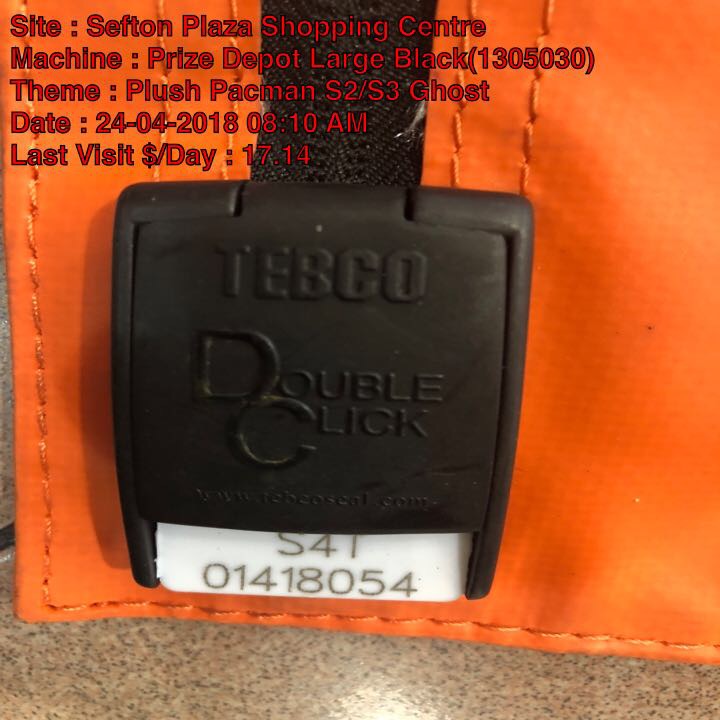 Site : Sefton Plaza Shopping Centre
Machine : Prize Depot Large Black(1305030)
Theme : Plush Pacman S2/S3 Ghost
Date : 24-04-2018 08:10 AM
Last Visit $/Day : 17.14
TEBCO
DOUBLE
CLICK
www.tebcoseal.com
S4T
01418054